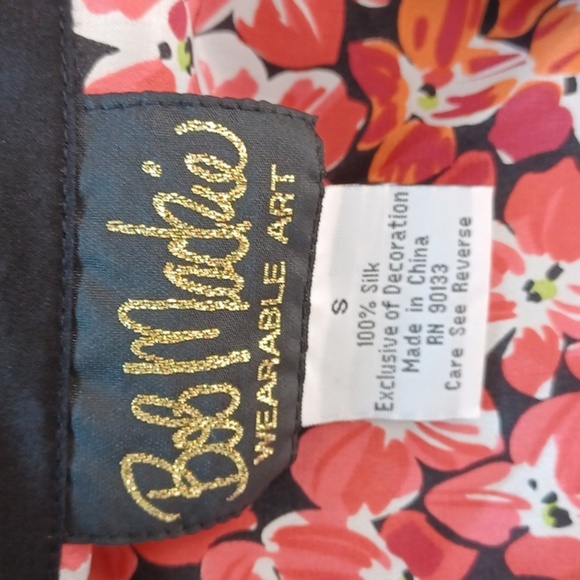 Bob Mackie
WEARABLE ART
S
100% Silk
Exclusive of Decoration
Made in China
RN 90133
Care See Reverse